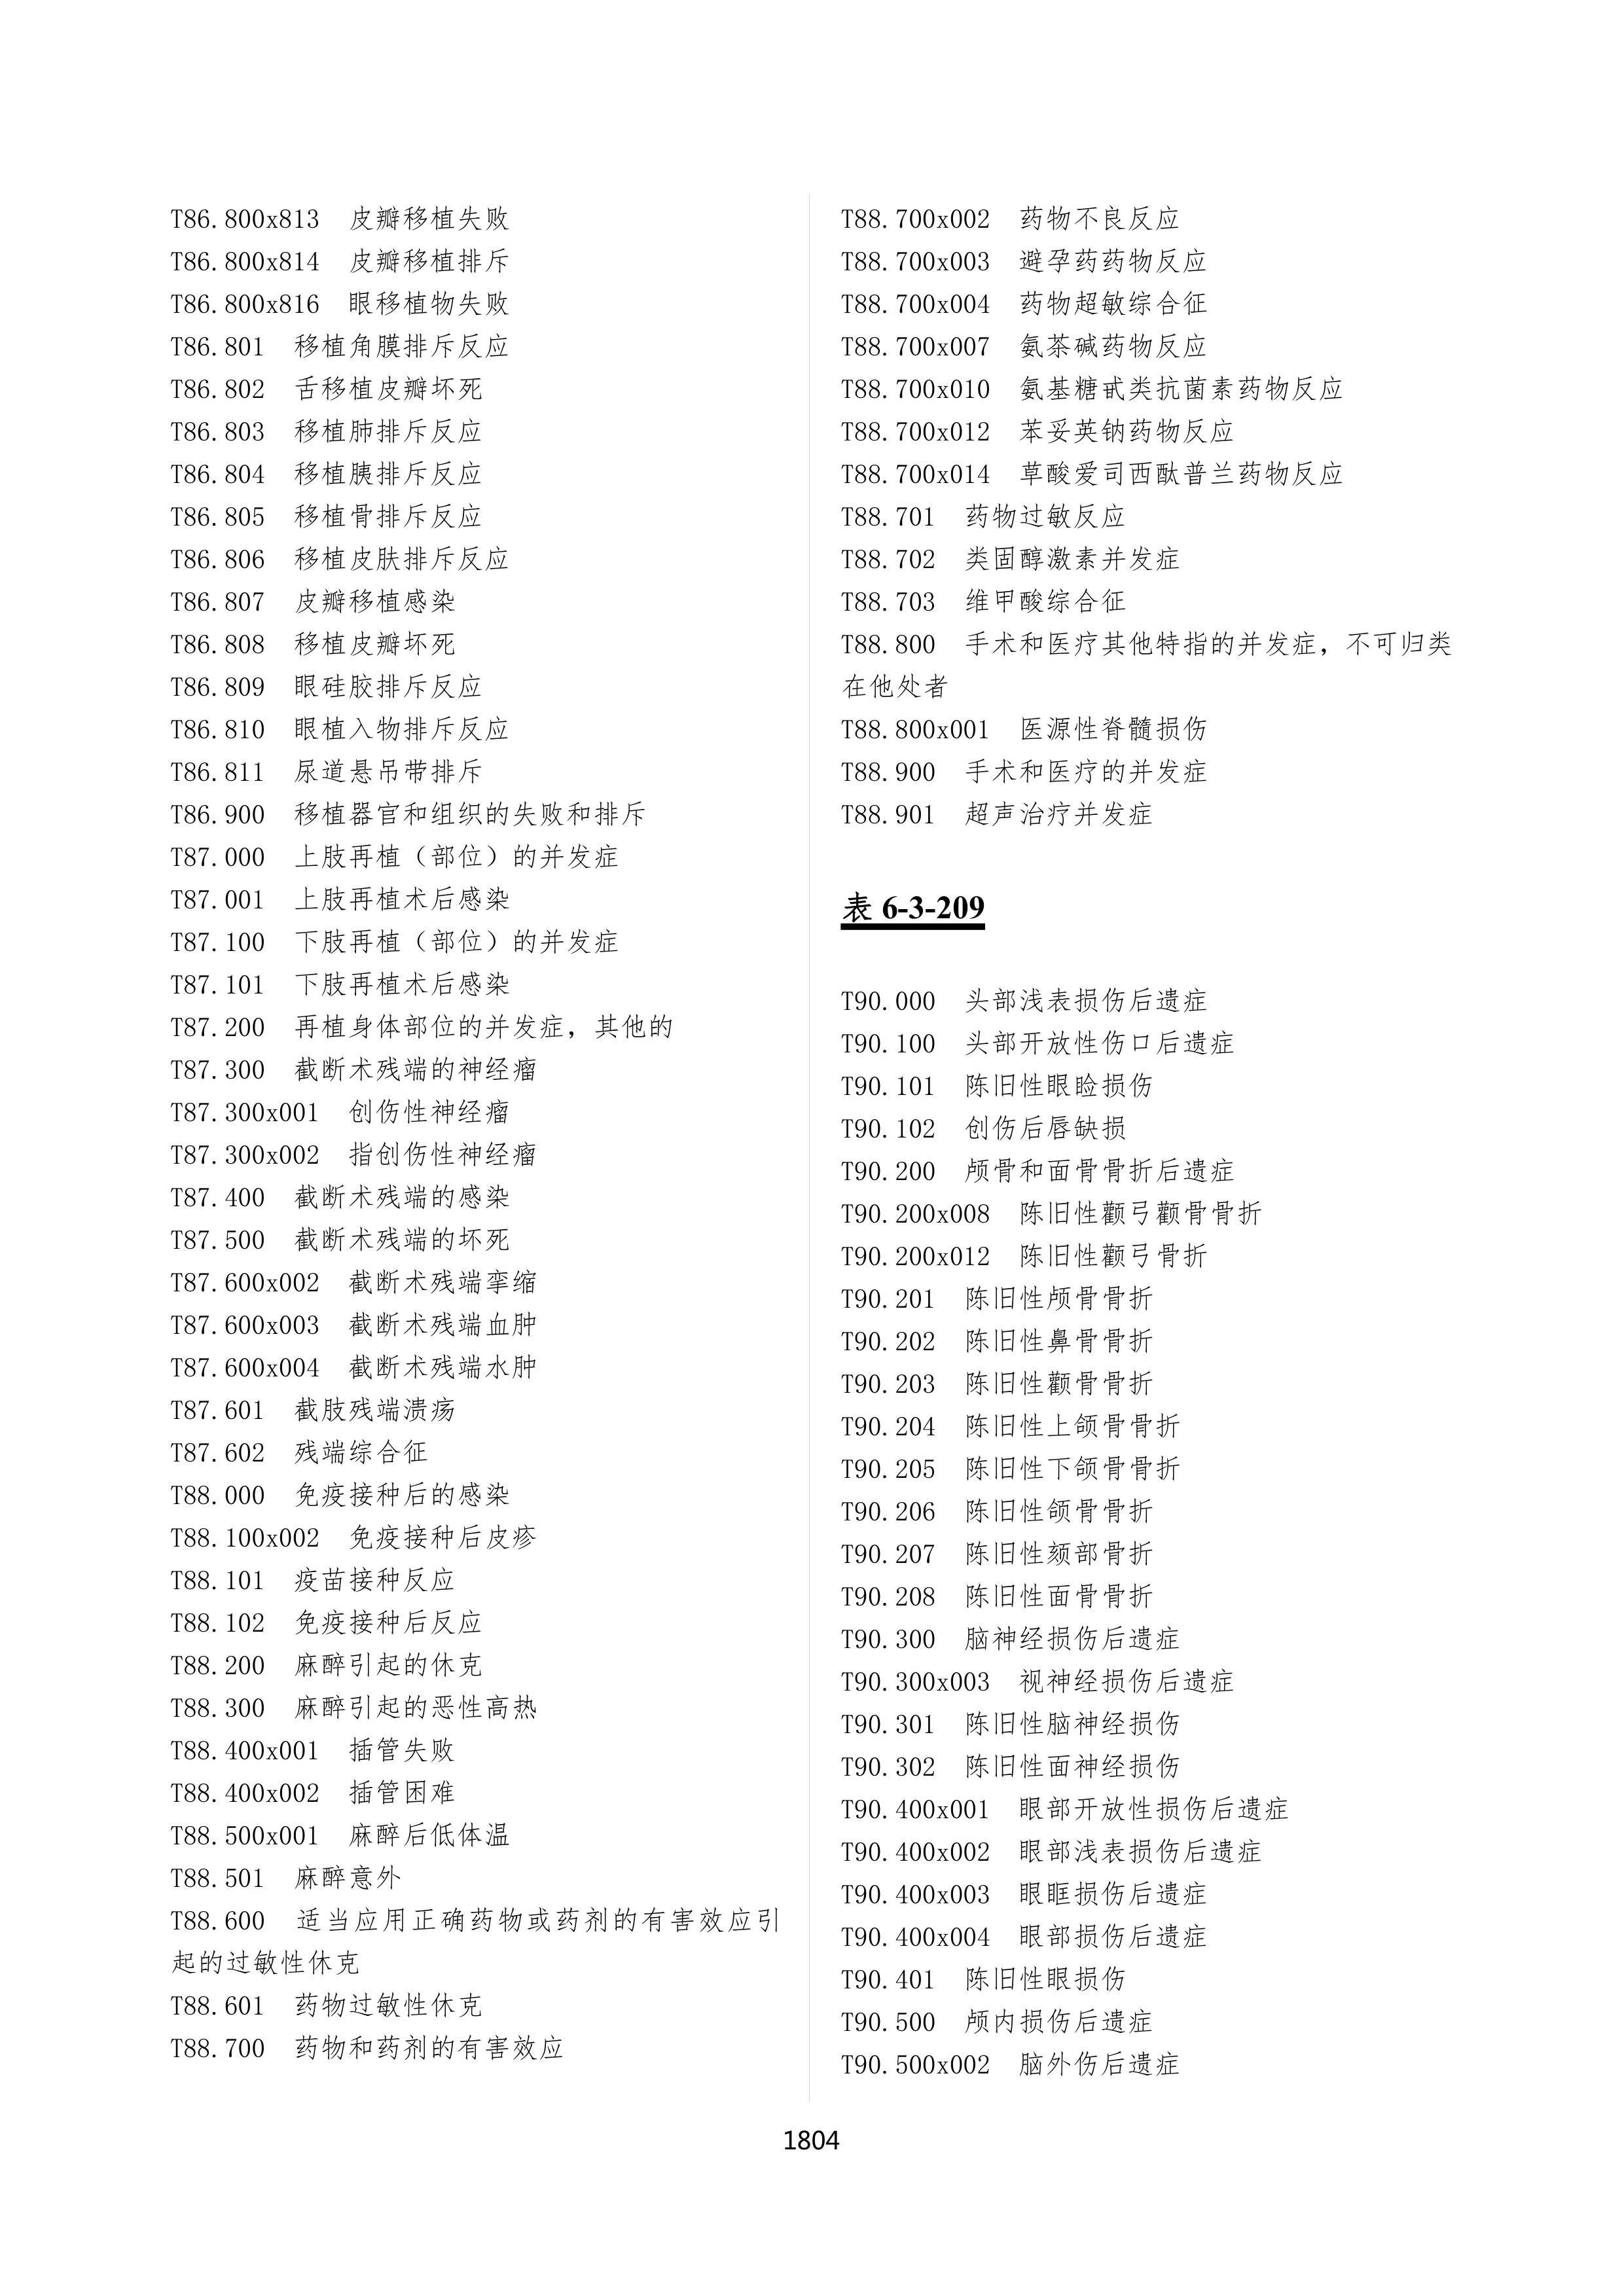 T86.800x813 皮瓣移植失败
T86.800x814 皮瓣移植排斥
T86.800x816 眼移植物失败
T86.801 移植角膜排斥反应
T86.802 舌移植皮瓣坏死
T86.803 移植肺排斥反应
T86.804 移植胰排斥反应
T86.805 移植骨排斥反应
T86.806 移植皮肤排斥反应
T86.807 皮瓣移植感染
T86.808 移植皮瓣坏死
T86.809 眼硅胶排斥反应
T86.810 眼植入物排斥反应
T86.811 尿道悬吊带排斥
T86.900 移植器官和组织的失败和排斥
T87.000 上肢再植（部位）的并发症
T87.001 上肢再植术后感染
T87.100 下肢再植（部位）的并发症
T87.101 下肢再植术后感染
T87.200 再植身体部位的并发症，其他的
T87.300 截断术残端的神经瘤
T87.300x001 创伤性神经瘤
T87.300x002 指创伤性神经瘤
T87.400 截断术残端的感染
T87.500 截断术残端的坏死
T87.600x002 截断术残端挛缩
T87.600x003 截断术残端血肿
T87.600x004 截断术残端水肿
T87.601 截肢残端溃疡
T87.602 残端综合征
T88.000 免疫接种后的感染
T88.100x002 免疫接种后皮疹
T88.101 疫苗接种反应
T88.102 免疫接种后反应
T88.200 麻醉引起的休克
T88.300 麻醉引起的恶性高热
T88.400x001 插管失败
T88.400x002 插管困难
T88.500x001 麻醉后低体温
T88.501 麻醉意外
T88.600 适当应用正确药物或药剂的有害效应引
起的过敏性休克
T88.601 药物过敏性休克
T88.700 药物和药剂的有害效应
T88.700x002 药物不良反应
T88.700x003 避孕药药物反应
T88.700x004 药物超敏综合征
T88.700x007 氨茶碱药物反应
T88.700x010 氨基糖甙类抗菌素药物反应
T88.700x012 苯妥英钠药物反应
T88.700x014 草酸爱司西酞普兰药物反应
T88.701 药物过敏反应
T88.702 类固醇激素并发症
T88.703 维甲酸综合征
T88.800 手术和医疗其他特指的并发症，不可归类
在他处者
T88.800x001 医源性脊髓损伤
T88.900 手术和医疗的并发症
T88.901 超声治疗并发症
表 6-3-209
T90.000 头部浅表损伤后遗症
T90.100 头部开放性伤口后遗症
T90.101 陈旧性眼睑损伤
T90.102 创伤后唇缺损
T90.200 颅骨和面骨骨折后遗症
T90.200x008 陈旧性颧弓颧骨骨折
T90.200x012 陈旧性颧弓骨折
T90.201 陈旧性颅骨骨折
T90.202 陈旧性鼻骨骨折
T90.203 陈旧性颧骨骨折
T90.204 陈旧性上颌骨骨折
T90.205 陈旧性下颌骨骨折
T90.206 陈旧性颌骨骨折
T90.207 陈旧性颏部骨折
T90.208 陈旧性面骨骨折
T90.300 脑神经损伤后遗症
T90.300x003 视神经损伤后遗症
T90.301 陈旧性脑神经损伤
T90.302 陈旧性面神经损伤
T90.400x001 眼部开放性损伤后遗症
T90.400x002 眼部浅表损伤后遗症
T90.400x003 眼眶损伤后遗症
T90.400x004 眼部损伤后遗症
T90.401 陈旧性眼损伤
T90.500 颅内损伤后遗症
T90.500x002 脑外伤后遗症
1804